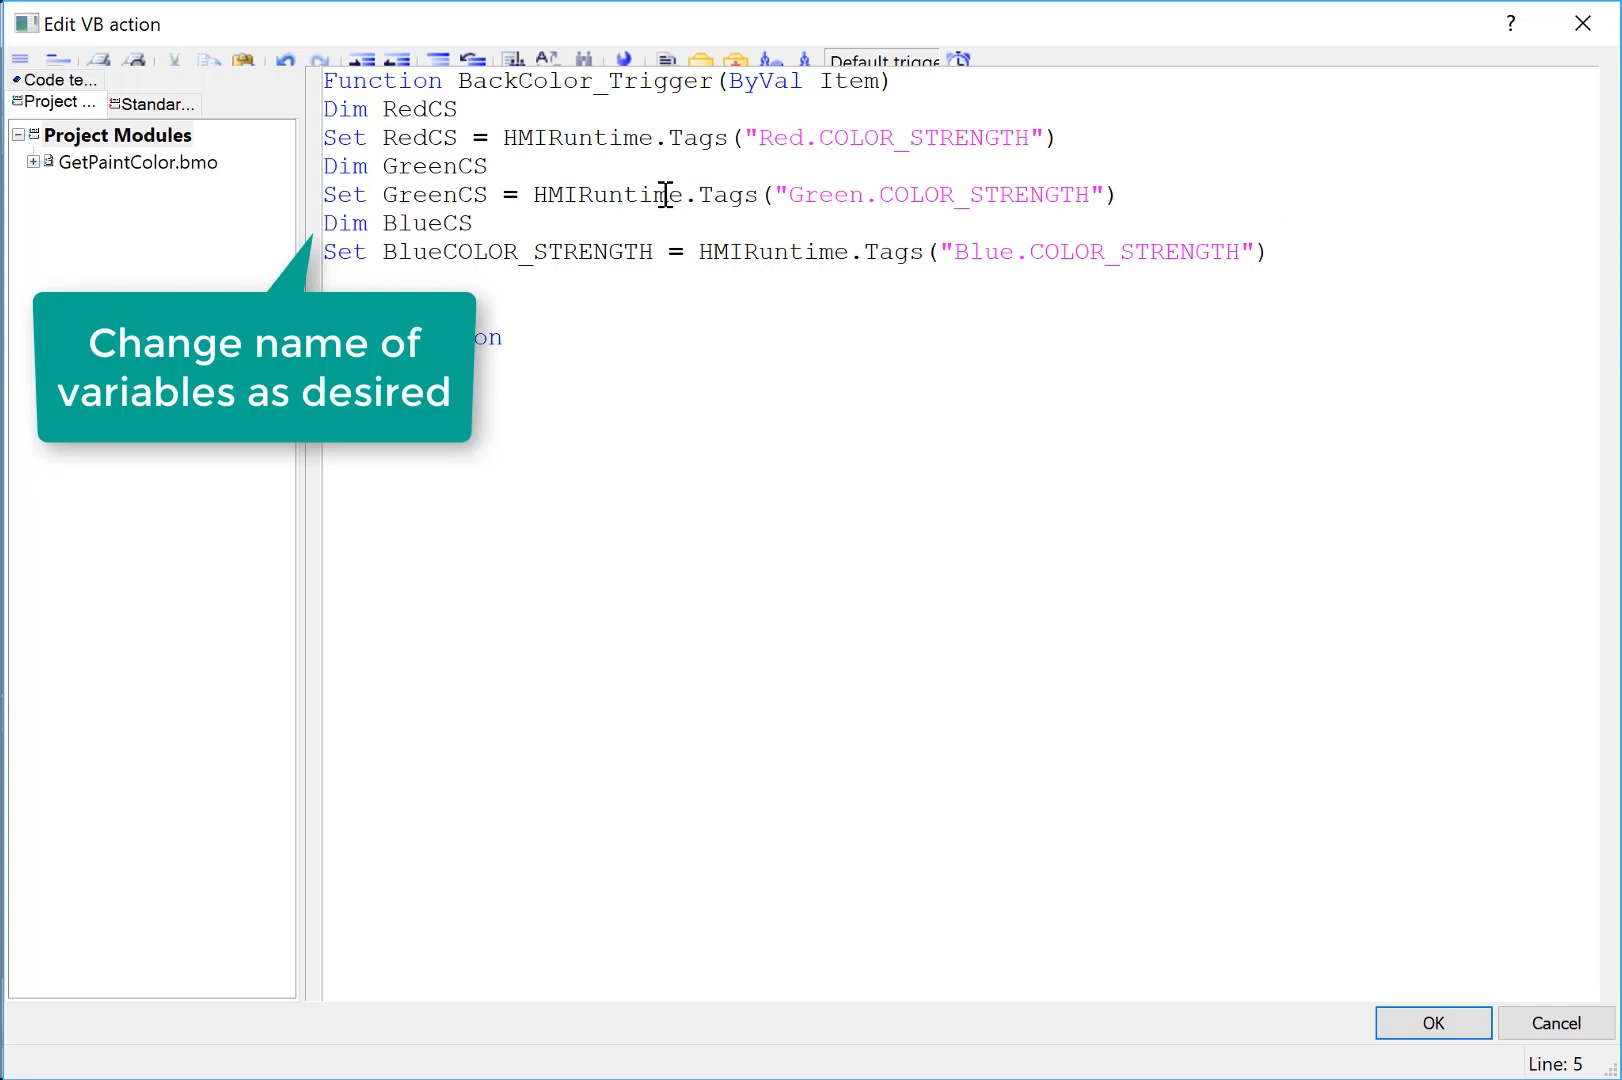 Edit VB action
?
Default trigge
Code te...
Project ...
Standar...
Project Modules
GetPaintColor.bmo
Function BackColor_Trigger(ByVal Item)
Dim RedCS
Set RedCS = HMIRuntime.Tags("Red.COLOR_STRENGTH")
Dim GreenCS
Set GreenCS = HMIRuntime.Tags("Green.COLOR_STRENGTH")
Dim BlueCS
Set BlueCOLOR_STRENGTH = HMIRuntime.Tags("Blue.COLOR_STRENGTH")
on
Change name of
variables as desired
OK
Cancel
Line: 5